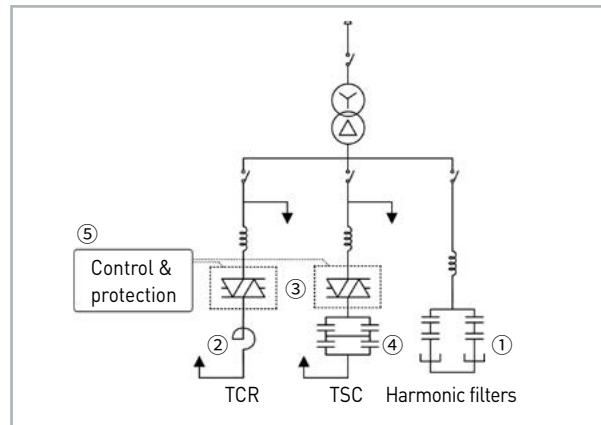 ⑤
Control &
protection
③
②
④
①
TCR
TSC
Harmonic filters